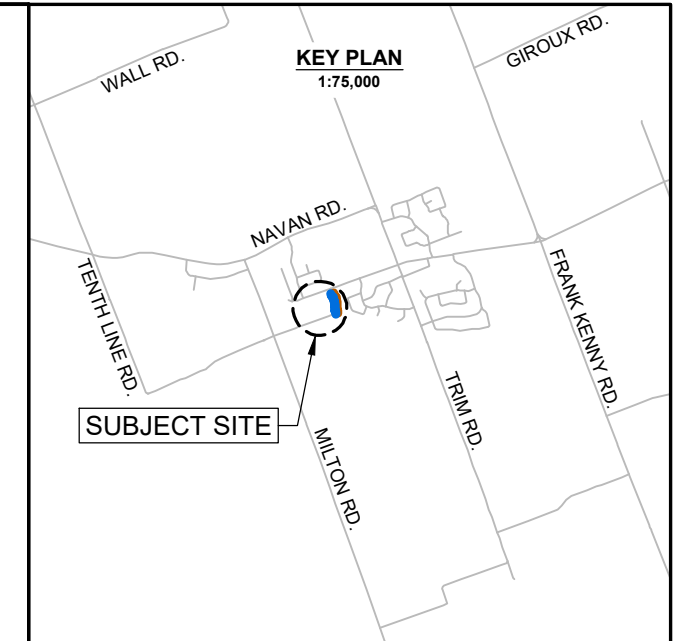 KEY PLAN
1:75,000
WALL RD.
GIROUX RD.
NAVAN RD.
TENTH LINE RD.
FRANK KENNY RD.
TRIM RD.
SUBJECT SITE
MILTON RD.